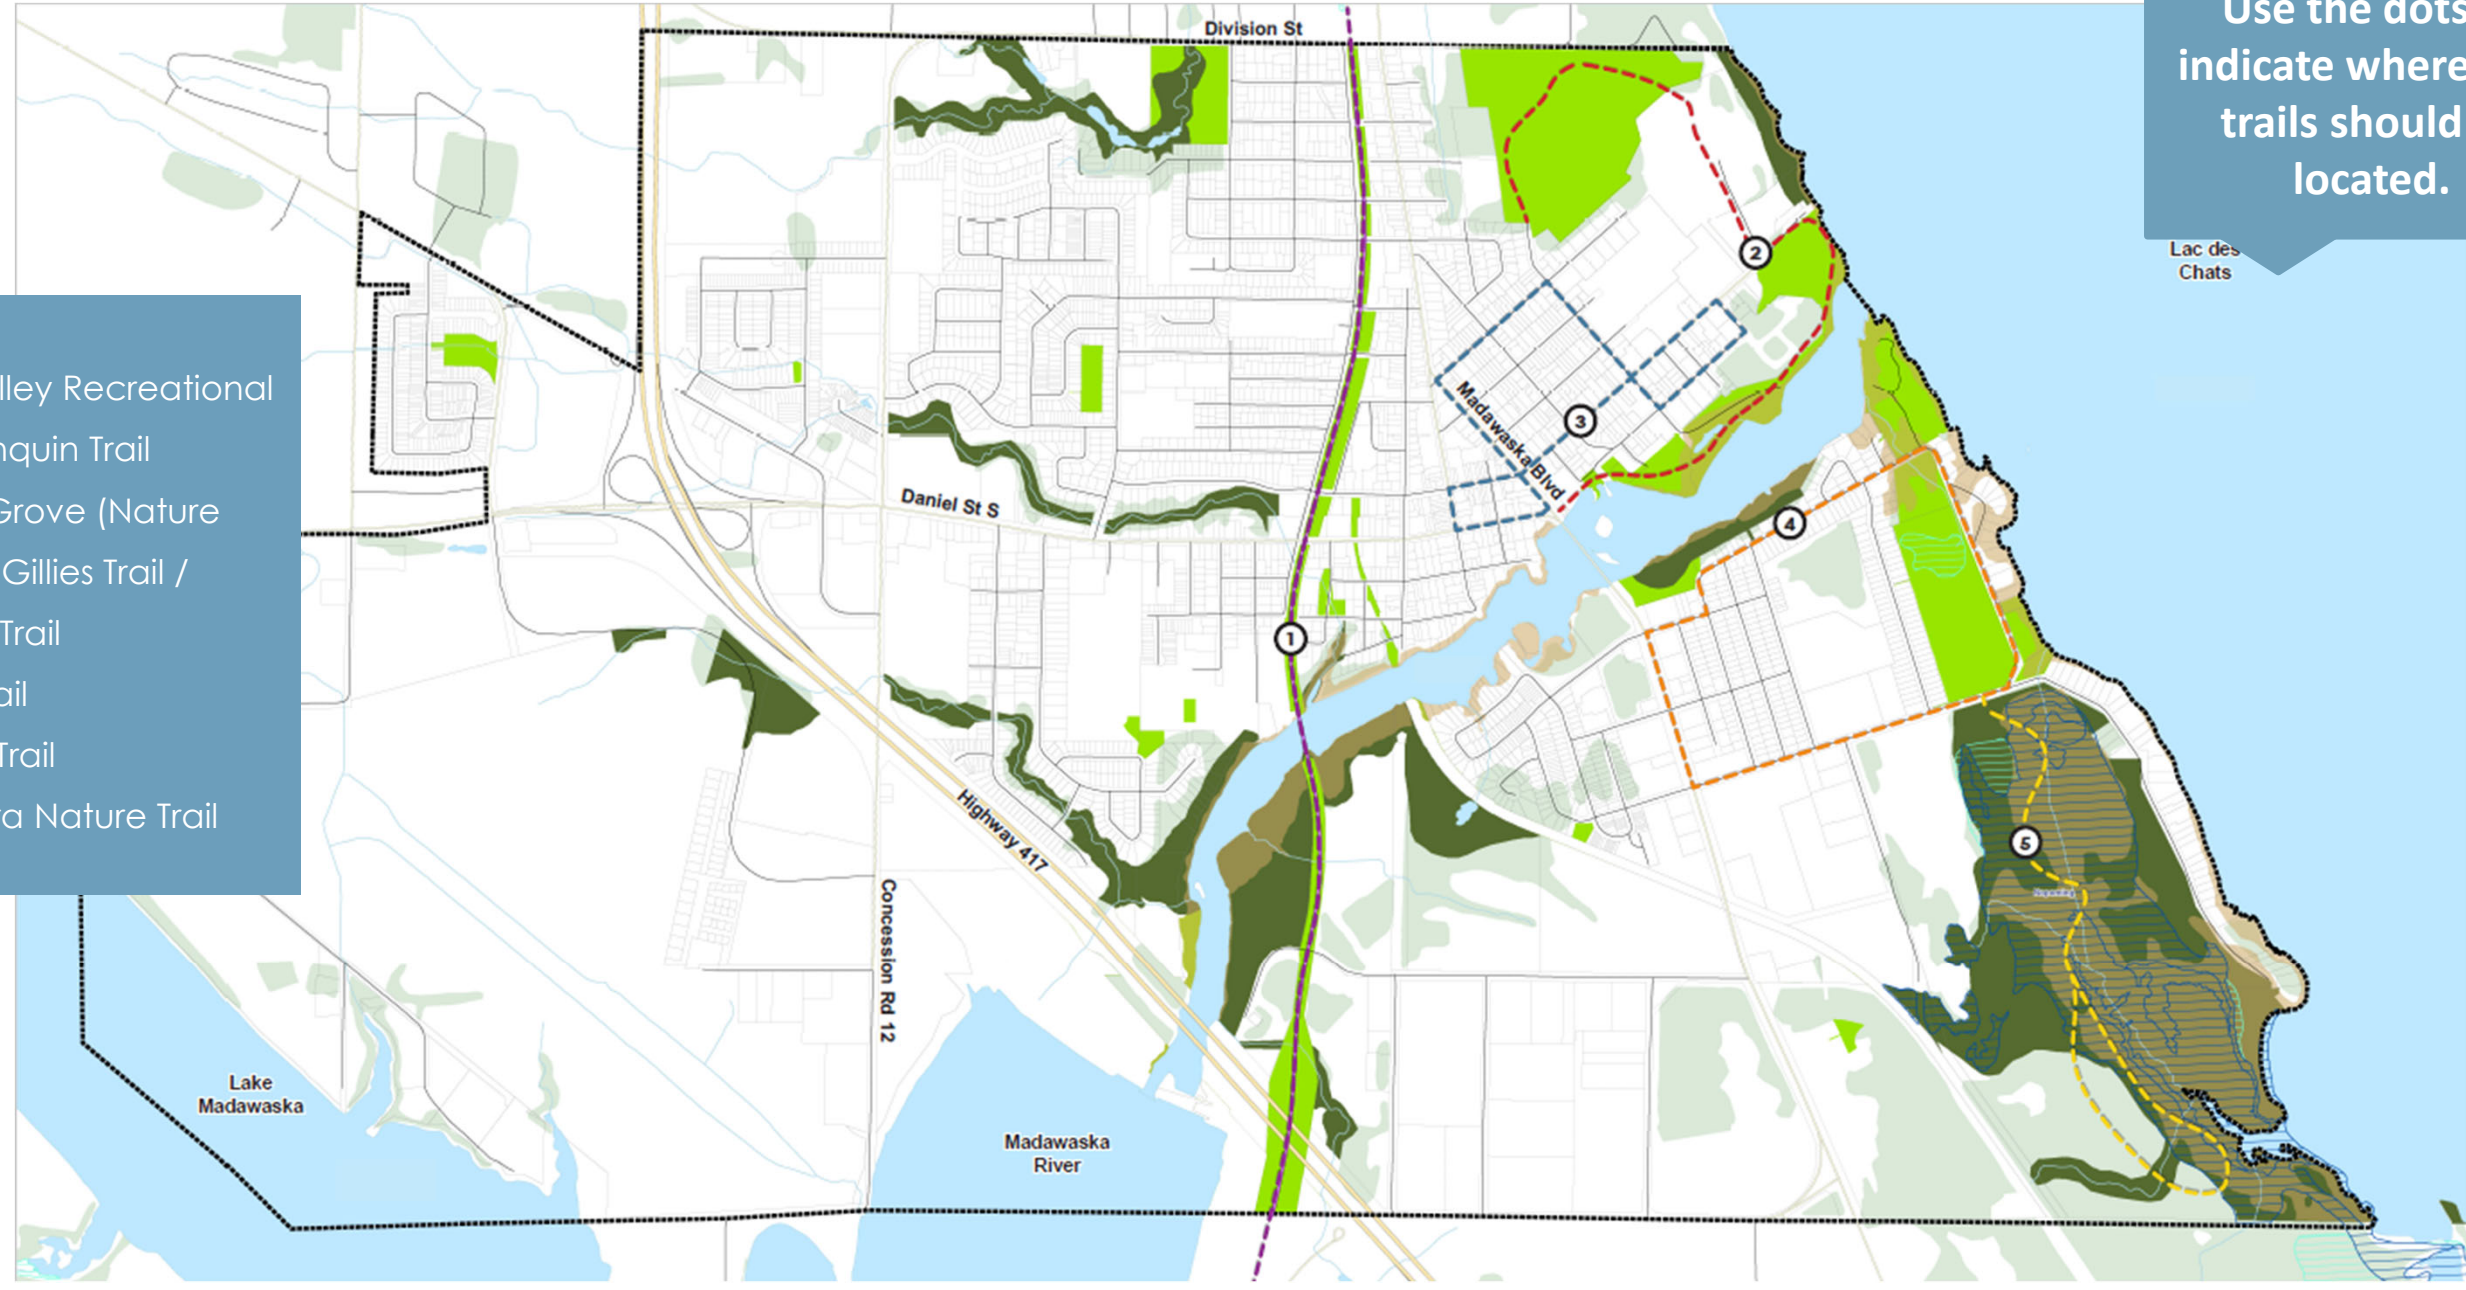 Division St
Use the dots
indicate where
trails should
located.
Lac des
Chats
lley Recreational
nquin Trail
Grove (Nature
Gillies Trail /
Trail
ail
Trail
ra Nature Trail
2
Madawaska Blvd
3
Daniel St S
4
1
Highway 417
5
Concession Rd 12
Lake
Madawaska
Madawaska
River